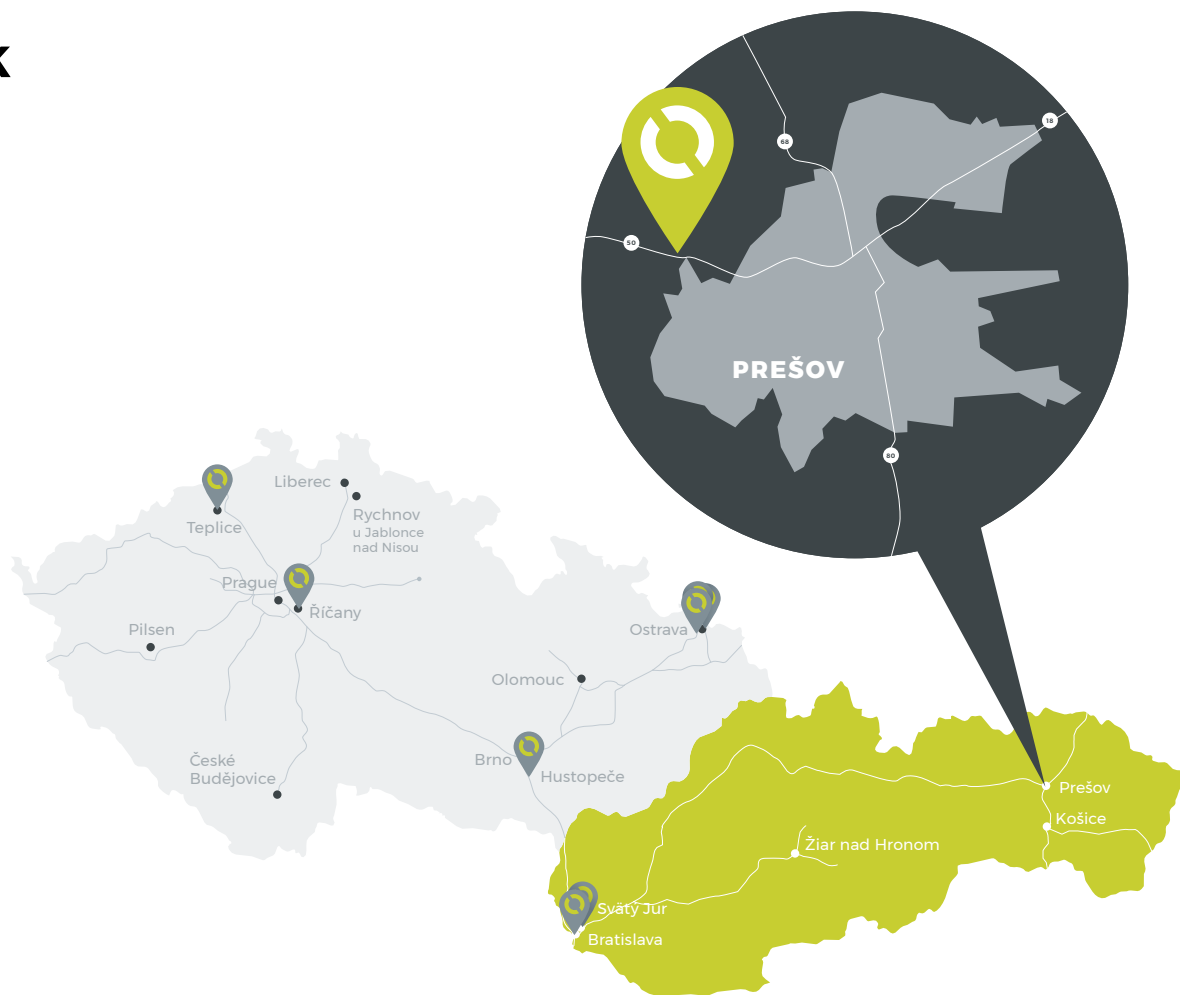 k
18
68
50
PREŠOV
80
Liberec
Rychnov
u Jablonce
nad Nisou
Teplice
Prague
Říčany
Pilsen
Ostrava
Olomouc
Brno
Hustopeče
České
Budějovice
Prešov
Košice
Žiar nad Hronom
Svätý Jur
Bratislava